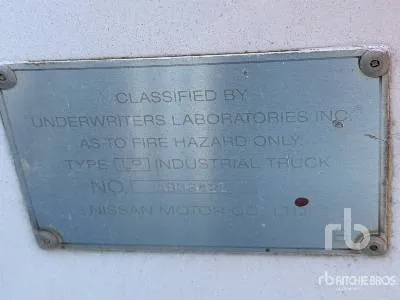 CLASSIFIED BY
UNDERWRITERS LABORATORIES INC.®
AS TO FIRE HAZARD ONLY.
TYPE LP INDUSTRIAL TRUCK
NO.
NISSAN MOTOR CO., LTD.
rb
rb
RITCHIE BROS.